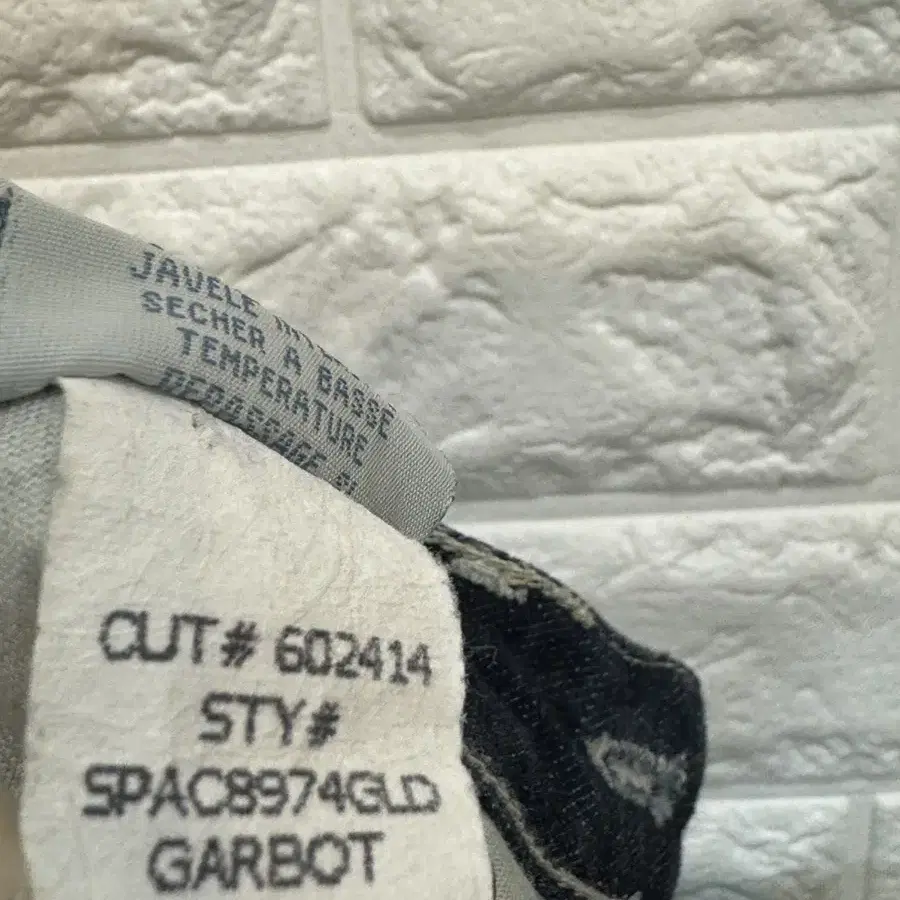 JAVELE
SECHER A BASSE
TEMPERATURE
CUT# 602414
STY#
SPAC8974GLD
GARBOT